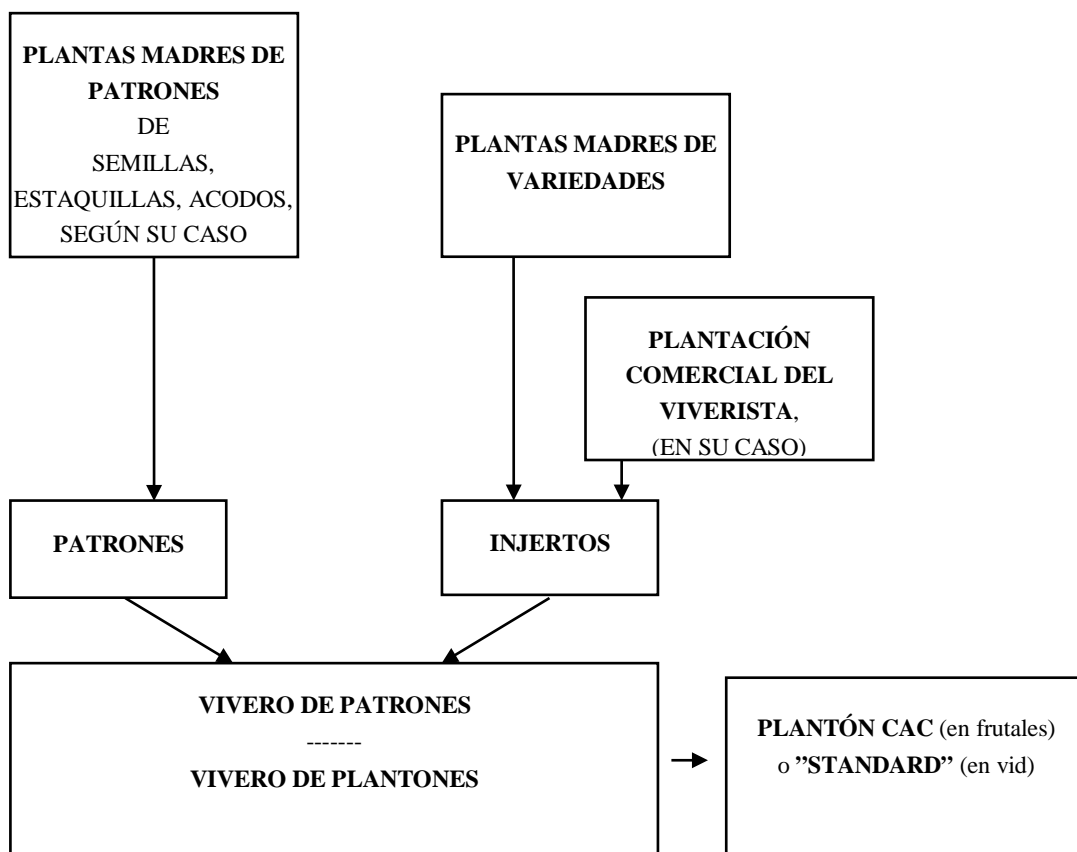 PLANTAS MADRES DE
PATRONES
DE
SEMILLAS,
ESTAQUILLAS, ACODOS,
SEGÚN SU CASO
PLANTAS MADRES DE
VARIEDADES
PLANTACIÓN
COMERCIAL DEL
VIVERISTA,
(EN SU CASO)
PATRONES
INJERTOS
VIVERO DE PATRONES
-------
VIVERO DE PLANTONES
PLANTÓN CAC (en frutales)
o ”STANDARD” (en vid)